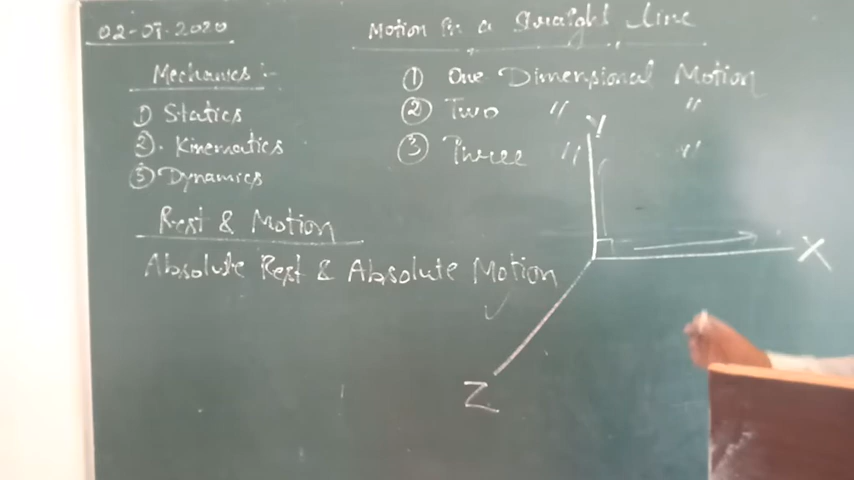 02-07-2020
Motion in a Straight Line
Mechanics :-
① Statics
② Kinematics
③ Dynamics
① One Dimensional Motion
② Two " "
③ Three " "
Rest & Motion
Absolute Rest & Absolute Motion
Y
X
Z